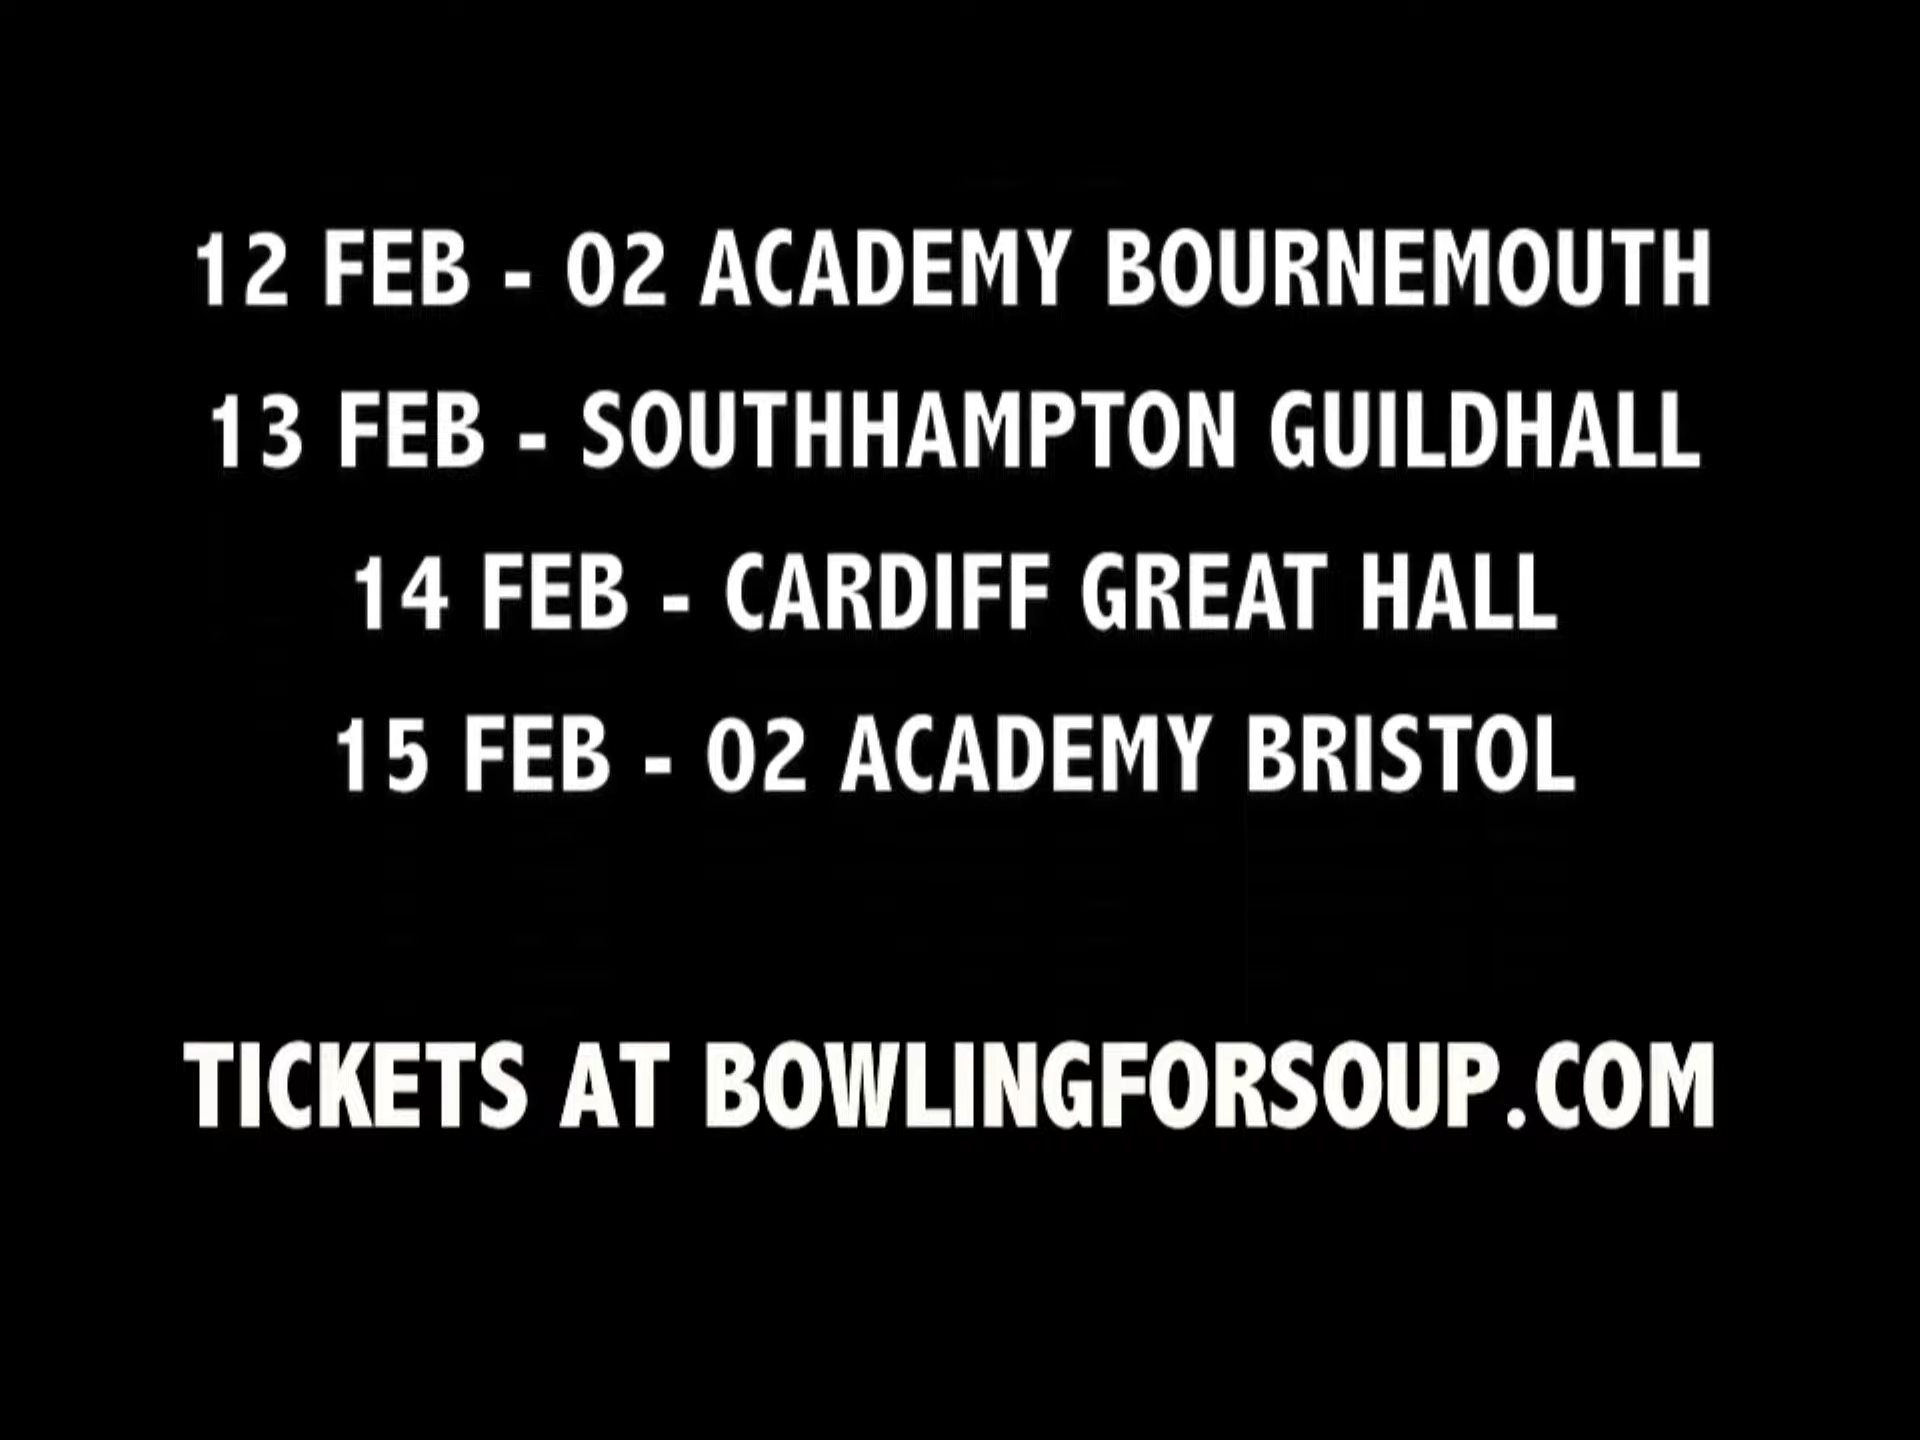 12 FEB - 02 ACADEMY BOURNEMOUTH
13 FEB - SOUTHHAMPTON GUILDHALL
14 FEB - CARDIFF GREAT HALL
15 FEB - 02 ACADEMY BRISTOL
TICKETS AT BOWLINGFORSOUP.COM